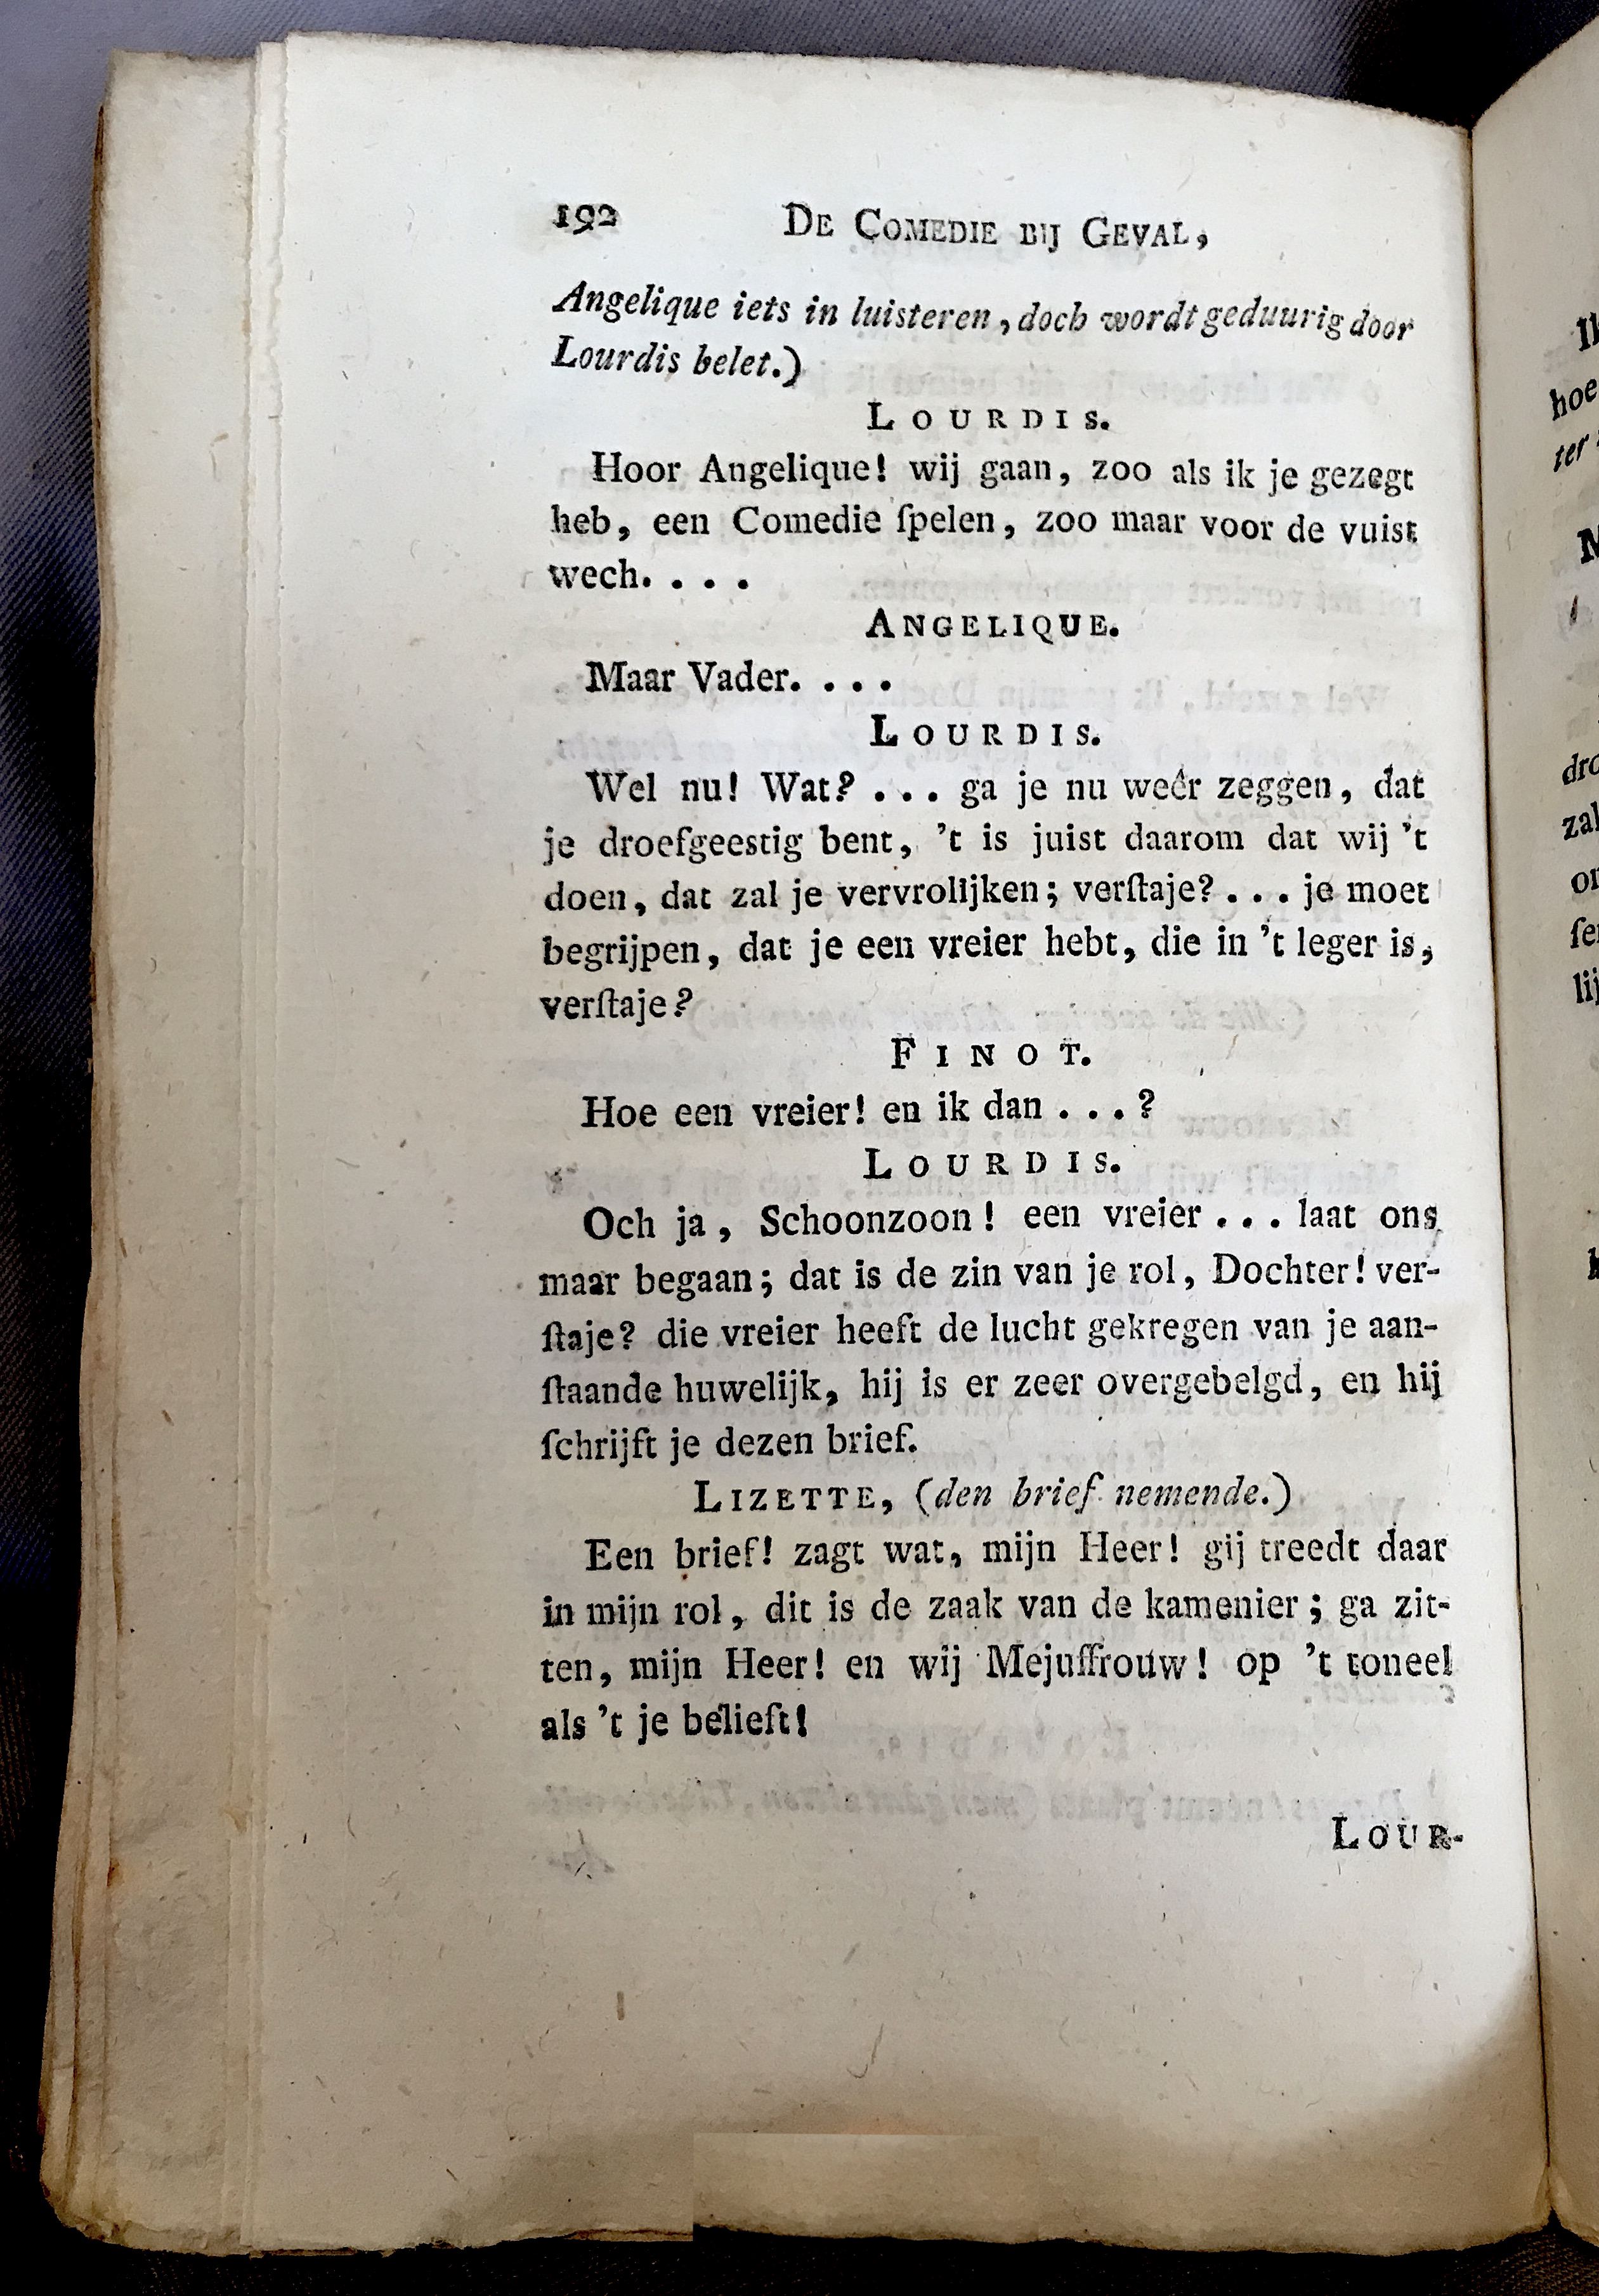 192 DE COMEDIE BIJ GEVAL,
Angelique iets in luisteren, doch wordt geduurig door
Lourdis belet.)
LOURDIS.
Hoor Angelique! wij gaan, zoo als ik je gezegt
heb, een Comedie ſpelen, zoo maar voor de vuist
wech. . . .
ANGELIQUE.
Maar Vader. . . .
LOURDIS.
Wel nu! Wat? . . . ga je nu weêr zeggen, dat
je droefgeestig bent, 't is juist daarom dat wij 't
doen, dat zal je vervrolijken; verſtaje? . . . je moet
begrijpen, dat je een vreier hebt, die in 't leger is,
verſtaje?
FINOT.
Hoe een vreier! en ik dan . . . ?
LOURDIS.
Och ja, Schoonzoon! een vreier . . . laat ons
maar begaan; dat is de zin van je rol, Dochter! ver-
ſtaje? die vreier heeft de lucht gekregen van je aan-
ſtaande huwelijk, hij is er zeer overgebelgd, en hij
ſchrijft je dezen brief.
LIZETTE, (den brief nemende.)
Een brief! zagt wat, mijn Heer! gij treedt daar
in mijn rol, dit is de zaak van de kamenier; ga zit-
ten, mijn Heer! en wij Mejuffrouw! op 't toneel
als 't je belieft!
LOUR-
Il
hoe
ter
M
dro
zal
or
ſer
lij